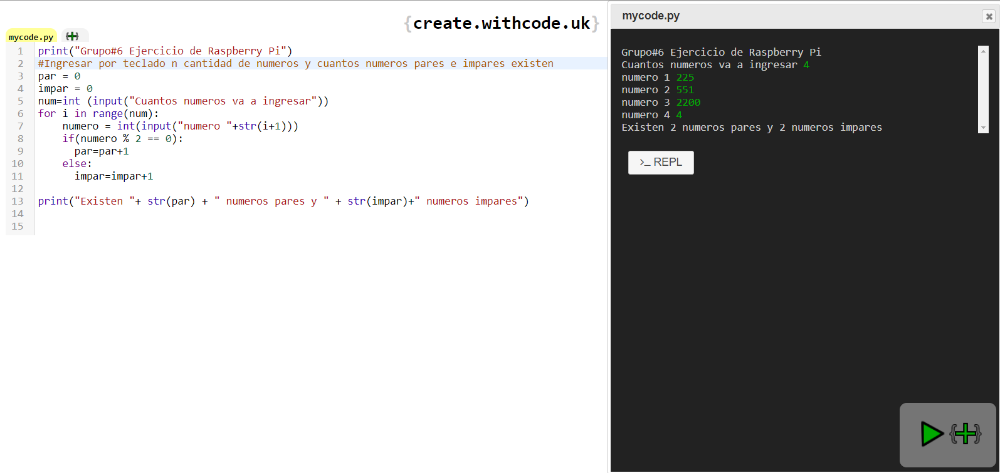 {create.withcode.uk}
mycode.py
1 print("Grupo#6 Ejercicio de Raspberry Pi")
2 #Ingresar por teclado n cantidad de numeros y cuantos numeros pares e impares existen
3 par = 0
4 impar = 0
5 num=int (input("Cuantos numeros va a ingresar"))
6 for i in range(num):
7     numero = int(input("numero "+str(i+1)))
8     if(numero % 2 == 0):
9       par=par+1
10     else:
11       impar=impar+1
12
13 print("Existen "+ str(par) + " numeros pares y " + str(impar)+" numeros impares")
14
15
mycode.py
Grupo#6 Ejercicio de Raspberry Pi
Cuantos numeros va a ingresar 4
numero 1 225
numero 2 551
numero 3 2200
numero 4 4
Existen 2 numeros pares y 2 numeros impares
>_ REPL